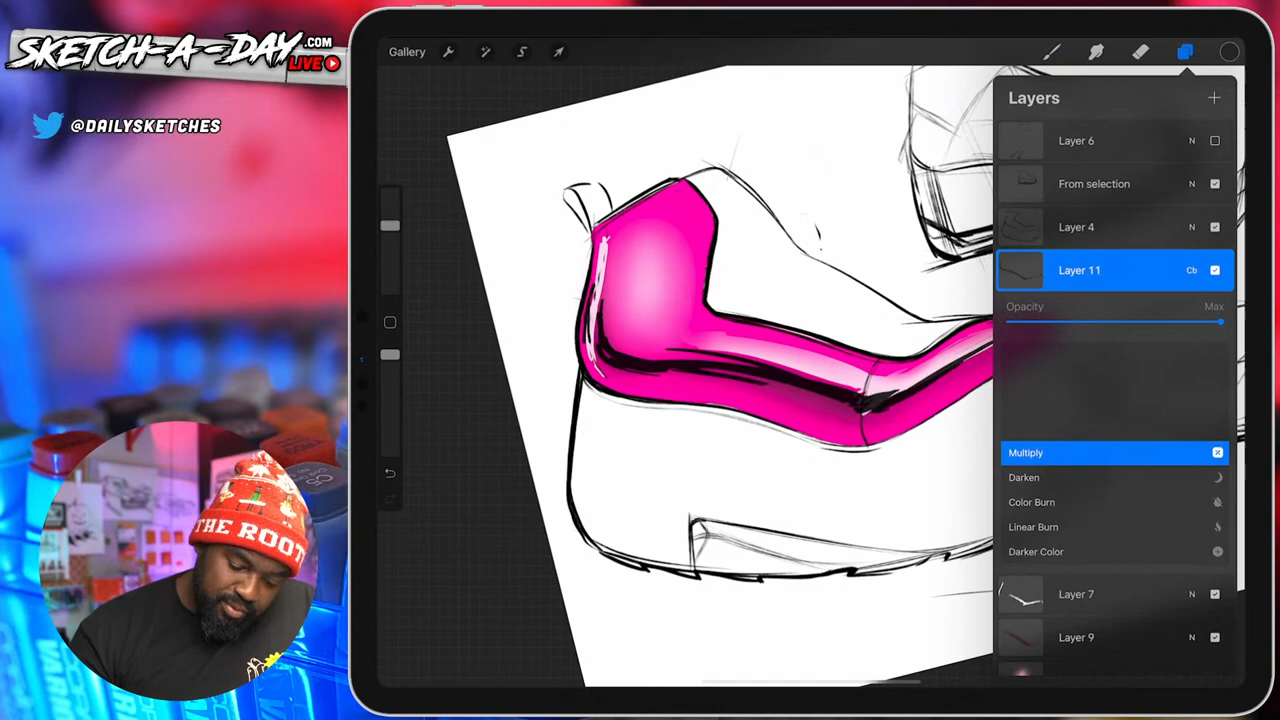 SKETCH-A-DAY.COM
LIVE
@DAILYSKETCHES
Gallery
Layers
Layer 6 N
From selection N
Layer 4 N
Layer 11 Cb
Opacity Max
Multiply
Darken
Color Burn
Linear Burn
Darker Color
Layer 7 N
Layer 9 N
THE ROOT